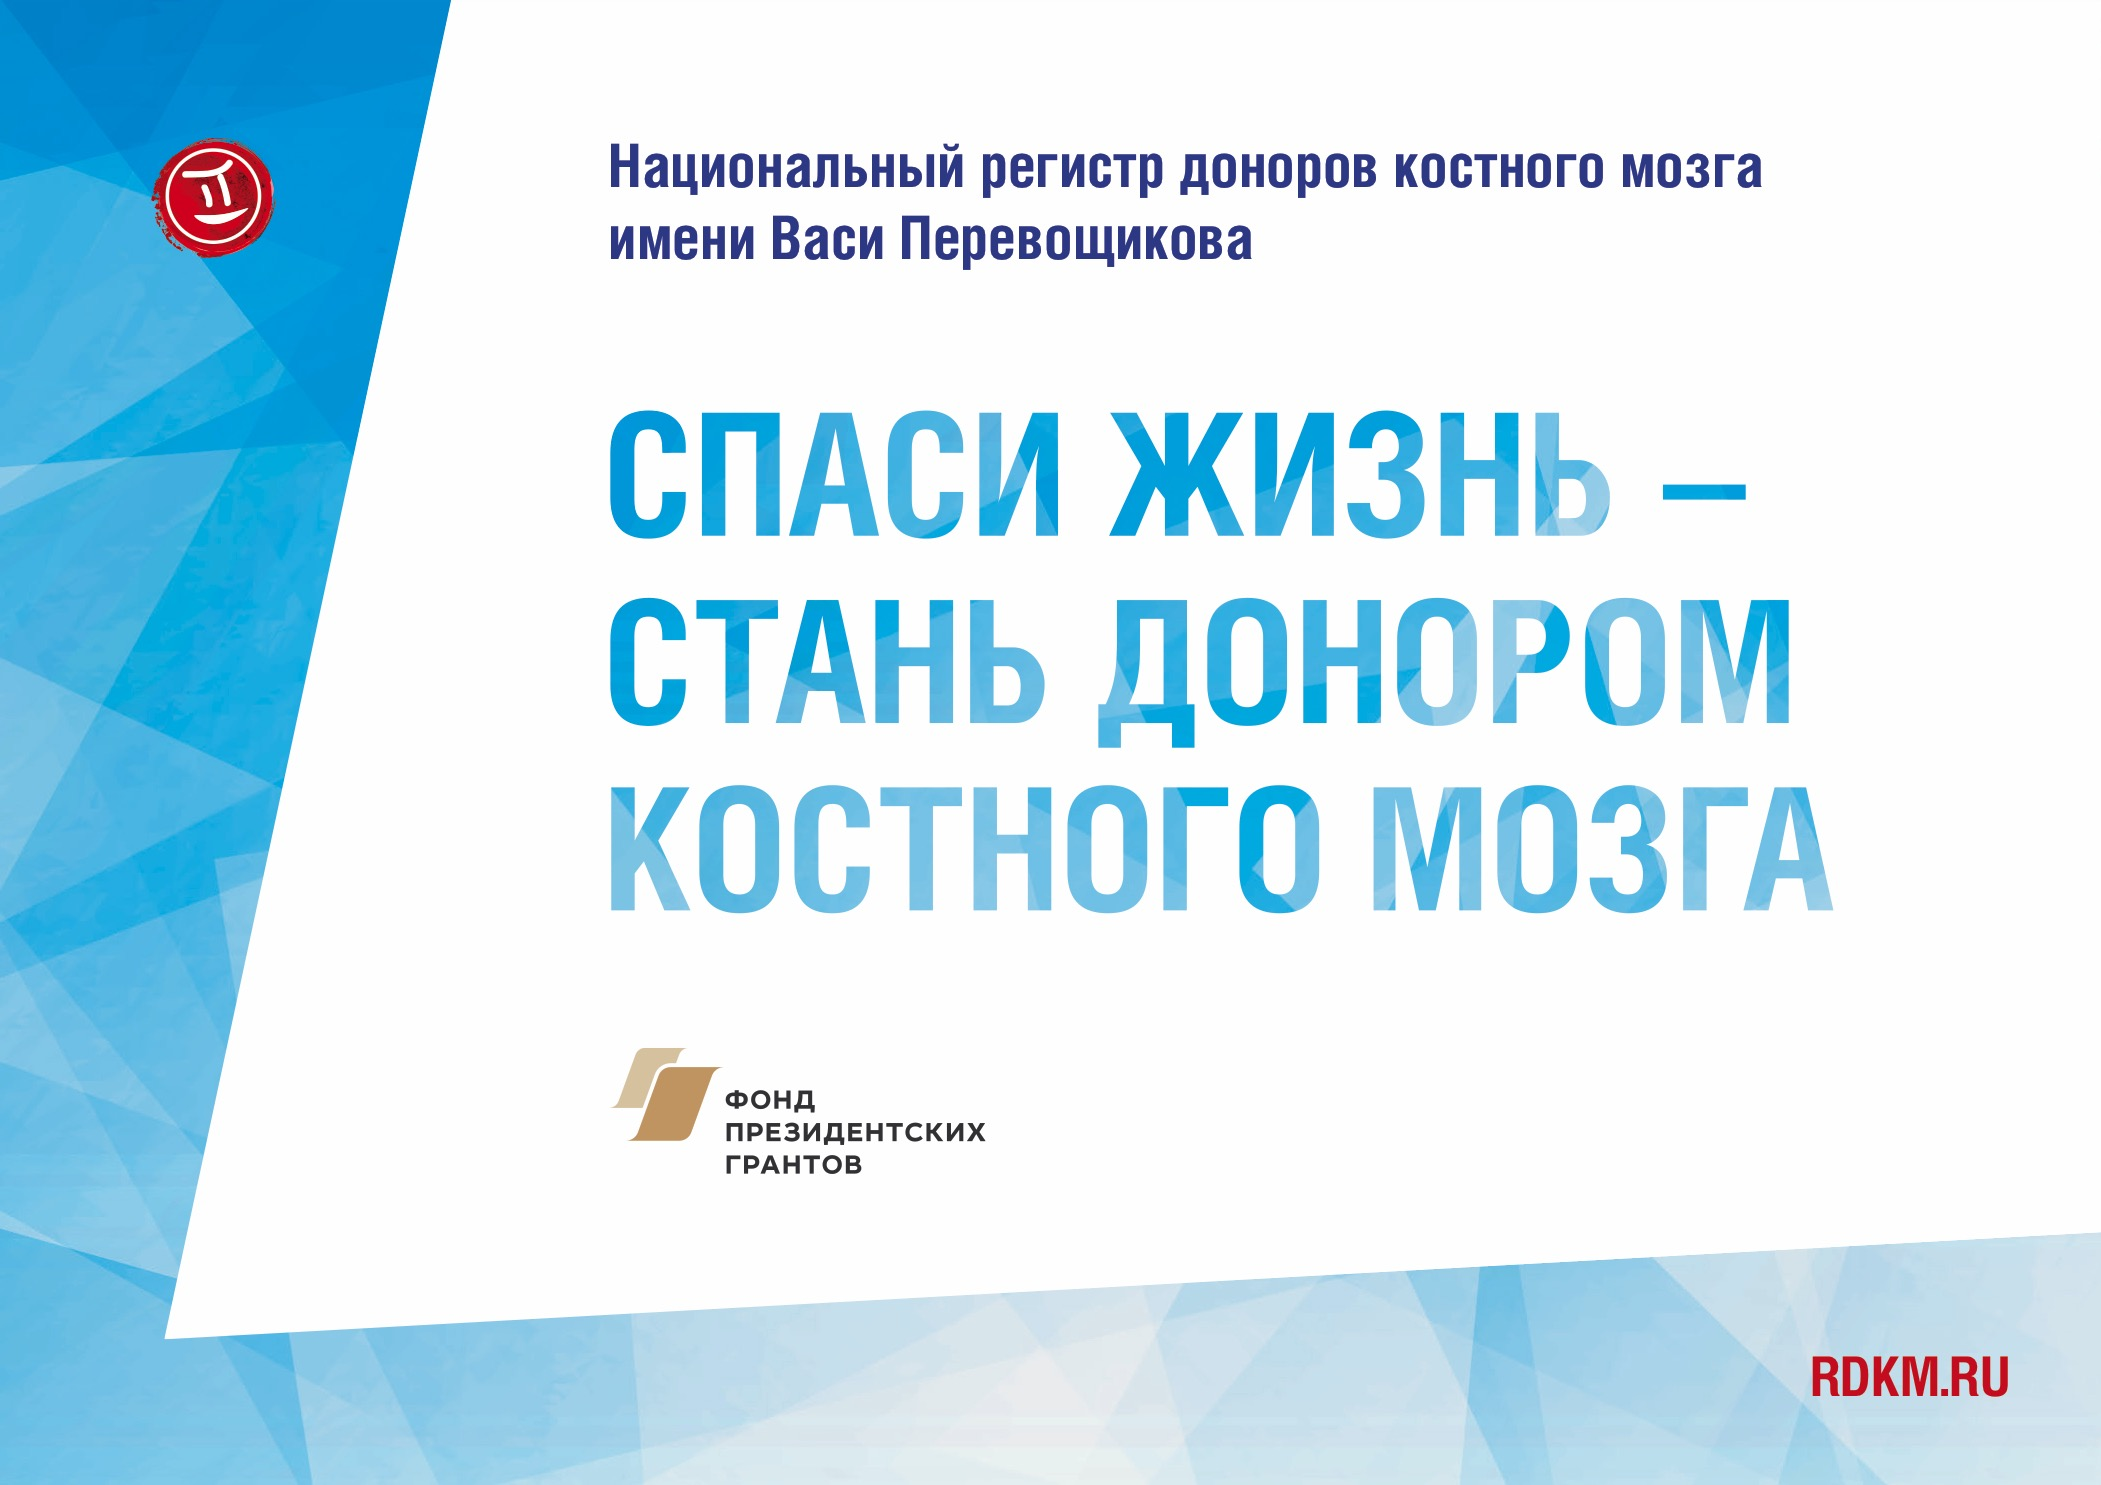 Национальный регистр доноров костного мозга
имени Васи Перевощикова
СПАСИ ЖИЗНЬ –
СТАНЬ ДОНОРОМ
КОСТНОГО МОЗГА
ФОНД
ПРЕЗИДЕНТСКИХ
ГРАНТОВ
RDKM.RU